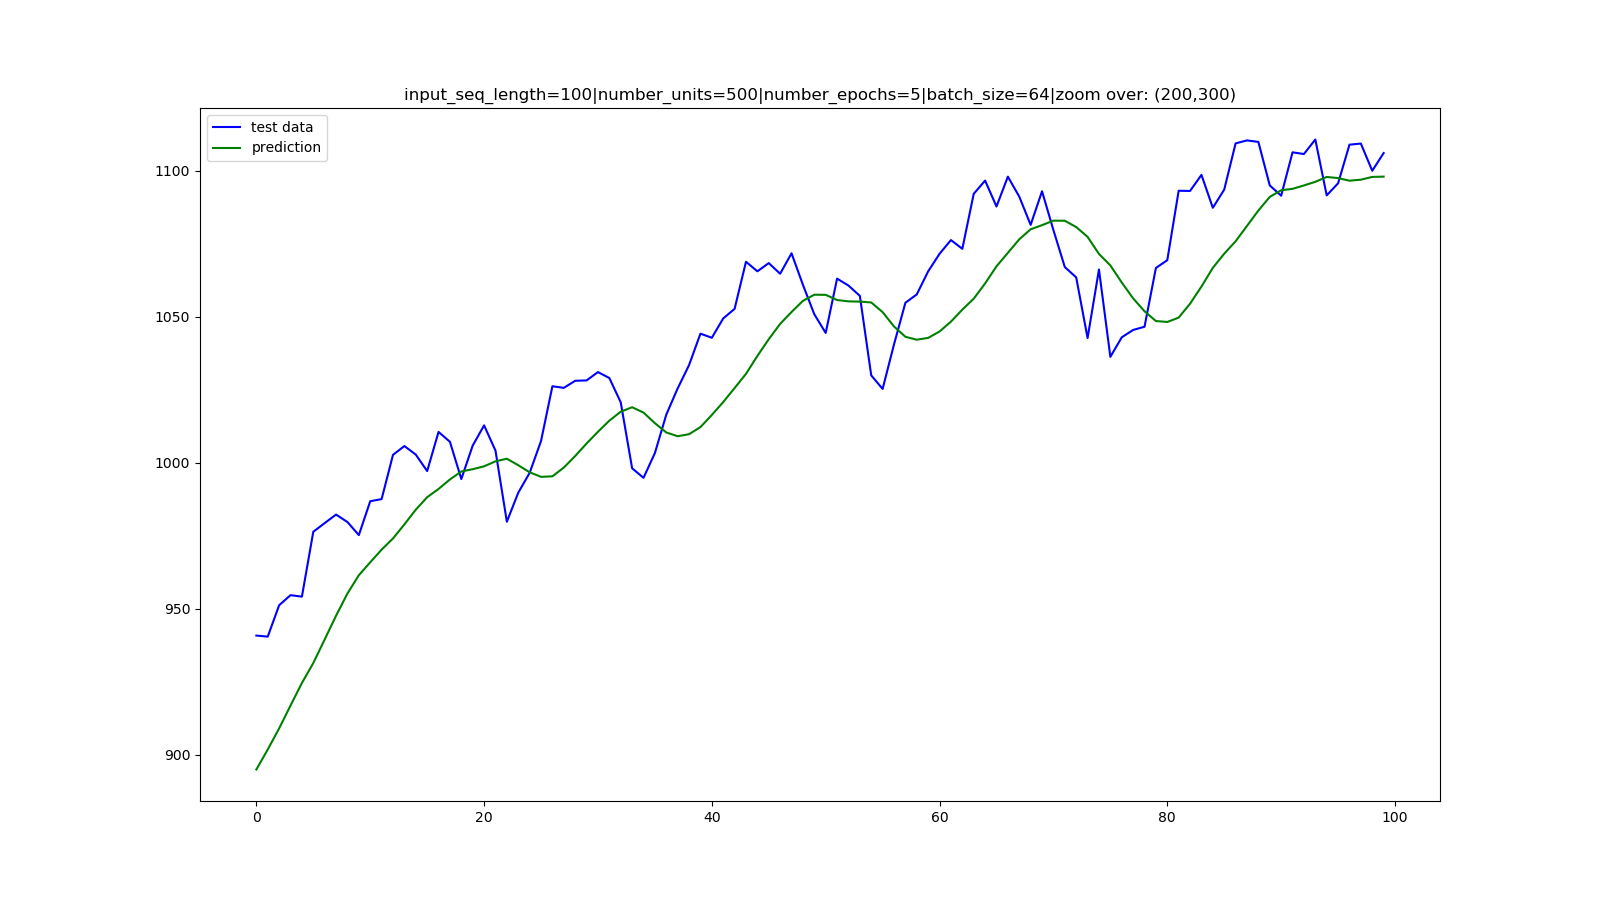 input_seq_length=100|number_units=500|number_epochs=5|batch_size=64|zoom over: (200,300)
test data
prediction
1100
1050
1000
950
900
0 20 40 60 80 100